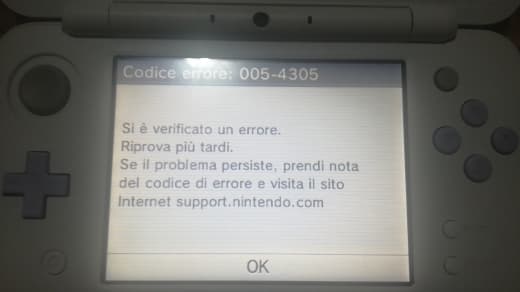 Codice errore: 005-4305
Si è verificato un errore.
Riprova più tardi.
Se il problema persiste, prendi nota
del codice di errore e visita il sito
Internet support.nintendo.com
OK